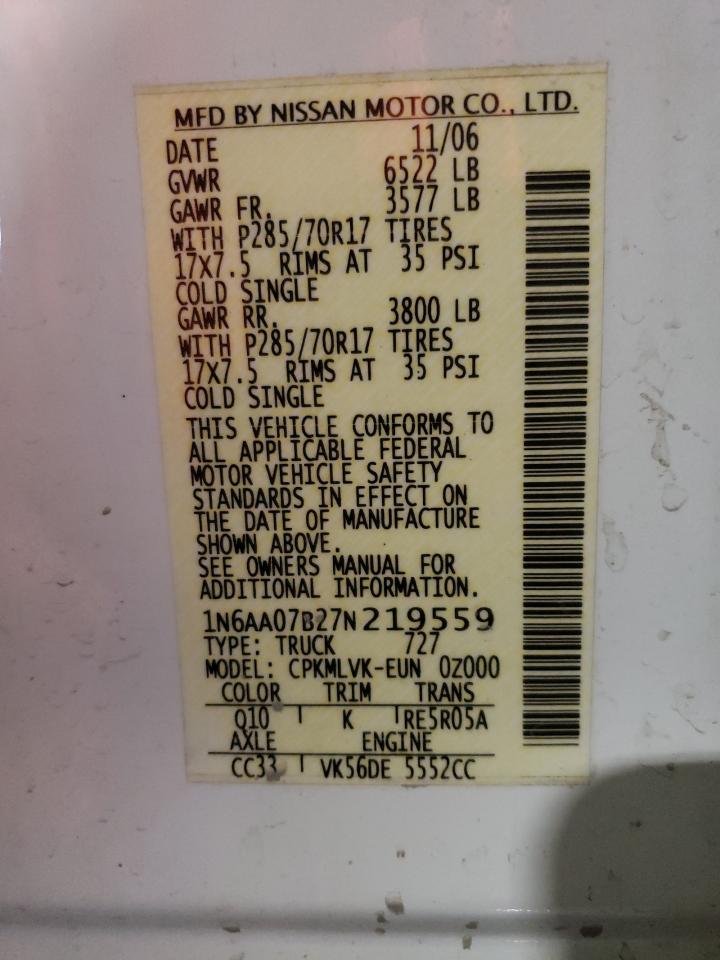 MFD BY NISSAN MOTOR CO., LTD.
DATE 11/06
GVWR 6522 LB
GAWR FR. 3577 LB
WITH P285/70R17 TIRES
17X7.5 RIMS AT 35 PSI
COLD SINGLE
GAWR RR. 3800 LB
WITH P285/70R17 TIRES
17X7.5 RIMS AT 35 PSI
COLD SINGLE
THIS VEHICLE CONFORMS TO
ALL APPLICABLE FEDERAL
MOTOR VEHICLE SAFETY
STANDARDS IN EFFECT ON
THE DATE OF MANUFACTURE
SHOWN ABOVE.
SEE OWNERS MANUAL FOR
ADDITIONAL INFORMATION.
1N6AA07B27N219559
TYPE: TRUCK 727
MODEL: CPKMLVK-EUN 0Z000
COLOR TRIM TRANS
Q10 K RE5R05A
AXLE ENGINE
CC33 VK56DE 5552CC